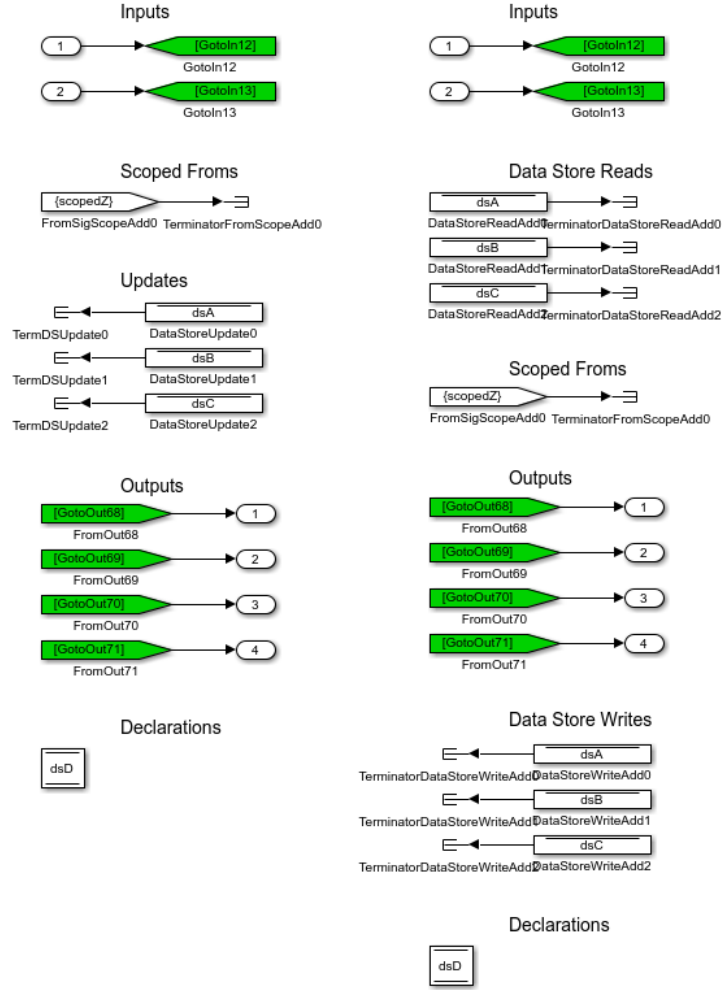 Inputs
1
[GotoIn12]
GotoIn12
2
[GotoIn13]
GotoIn13
Scoped Froms
{scopedZ}
FromSigScopeAdd0
TerminatorFromScopeAdd0
Updates
dsA
TermDSUpdate0
DataStoreUpdate0
dsB
TermDSUpdate1
DataStoreUpdate1
dsC
TermDSUpdate2
DataStoreUpdate2
Outputs
[GotoOut68]
1
FromOut68
[GotoOut69]
2
FromOut69
[GotoOut70]
3
FromOut70
[GotoOut71]
4
FromOut71
Declarations
dsD
Inputs
1
[GotoIn12]
GotoIn12
2
[GotoIn13]
GotoIn13
Data Store Reads
dsA
DataStoreReadAdd0
TerminatorDataStoreReadAdd0
dsB
DataStoreReadAdd1
TerminatorDataStoreReadAdd1
dsC
DataStoreReadAdd2
TerminatorDataStoreReadAdd2
Scoped Froms
{scopedZ}
FromSigScopeAdd0
TerminatorFromScopeAdd0
Outputs
[GotoOut68]
1
FromOut68
[GotoOut69]
2
FromOut69
[GotoOut70]
3
FromOut70
[GotoOut71]
4
FromOut71
Data Store Writes
dsA
TerminatorDataStoreWriteAdd0
DataStoreWriteAdd0
dsB
TerminatorDataStoreWriteAdd1
DataStoreWriteAdd1
dsC
TerminatorDataStoreWriteAdd2
DataStoreWriteAdd2
Declarations
dsD